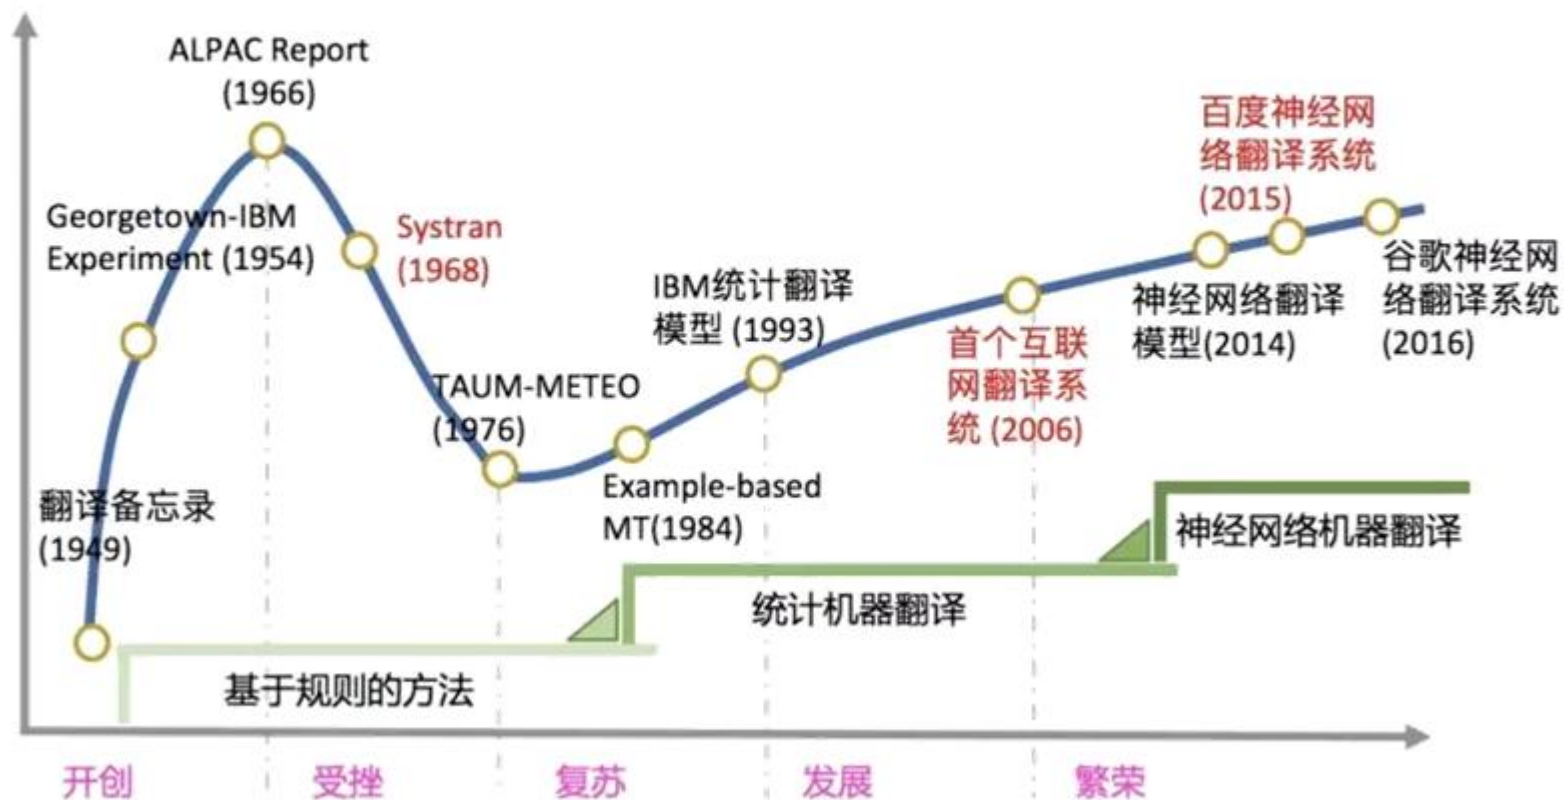 ALPAC Report
(1966)
Georgetown-IBM
Experiment (1954)
Systran
(1968)
翻译备忘录
(1949)
TAUM-METEO
(1976)
Example-based
MT(1984)
IBM统计翻译
模型 (1993)
首个互联
网翻译系
统 (2006)
神经网络翻译
模型(2014)
百度神经网
络翻译系统
(2015)
谷歌神经网
络翻译系统
(2016)
基于规则的方法
统计机器翻译
神经网络机器翻译
开创
受挫
复苏
发展
繁荣